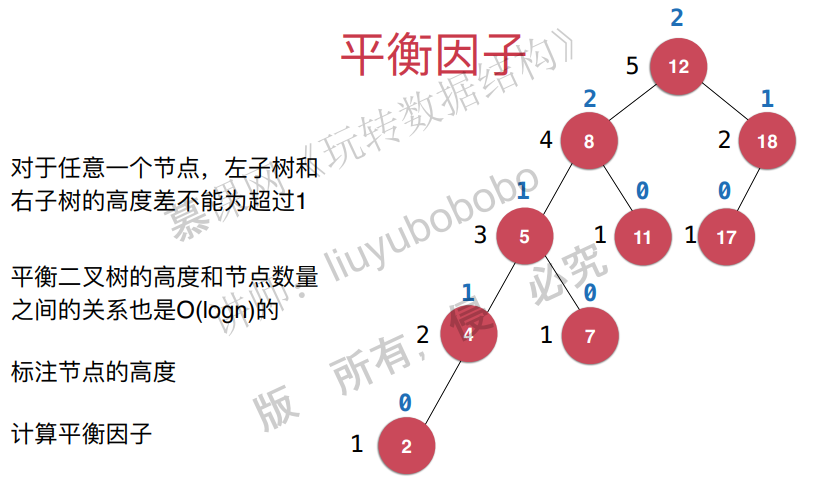 平衡因子
对于任意一个节点，左子树和
右子树的高度差不能为超过1
平衡二叉树的高度和节点数量
之间的关系也是O(logn)的
标注节点的高度
计算平衡因子
2
5 12
2 1
4 8 2 18
1 0 0
3 5 1 11 1 17
1 0
2 4 1 7
0
1 2
慕课网《玩转数据结构》
讲师：liuyubobobo
版 所有，侵 必究